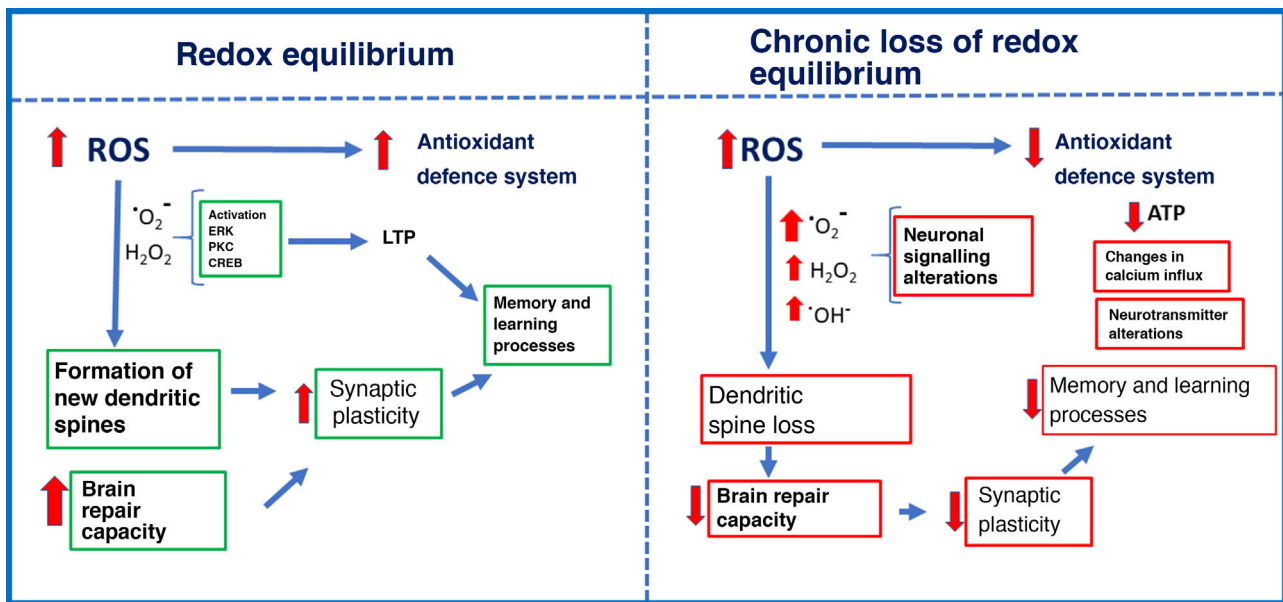 Redox equilibrium
ROS
Antioxidant
defence system
·O₂⁻
H₂O₂
Activation
ERK
PKC
CREB
LTP
Memory and
learning
processes
Formation of
new dendritic
spines
Synaptic
plasticity
Brain
repair
capacity
Chronic loss of redox
equilibrium
ROS
Antioxidant
defence system
·O₂⁻
H₂O₂
·OH⁻
Neuronal
signalling
alterations
ATP
Changes in
calcium influx
Neurotransmitter
alterations
Dendritic
spine loss
Memory and learning
processes
Brain repair
capacity
Synaptic
plasticity